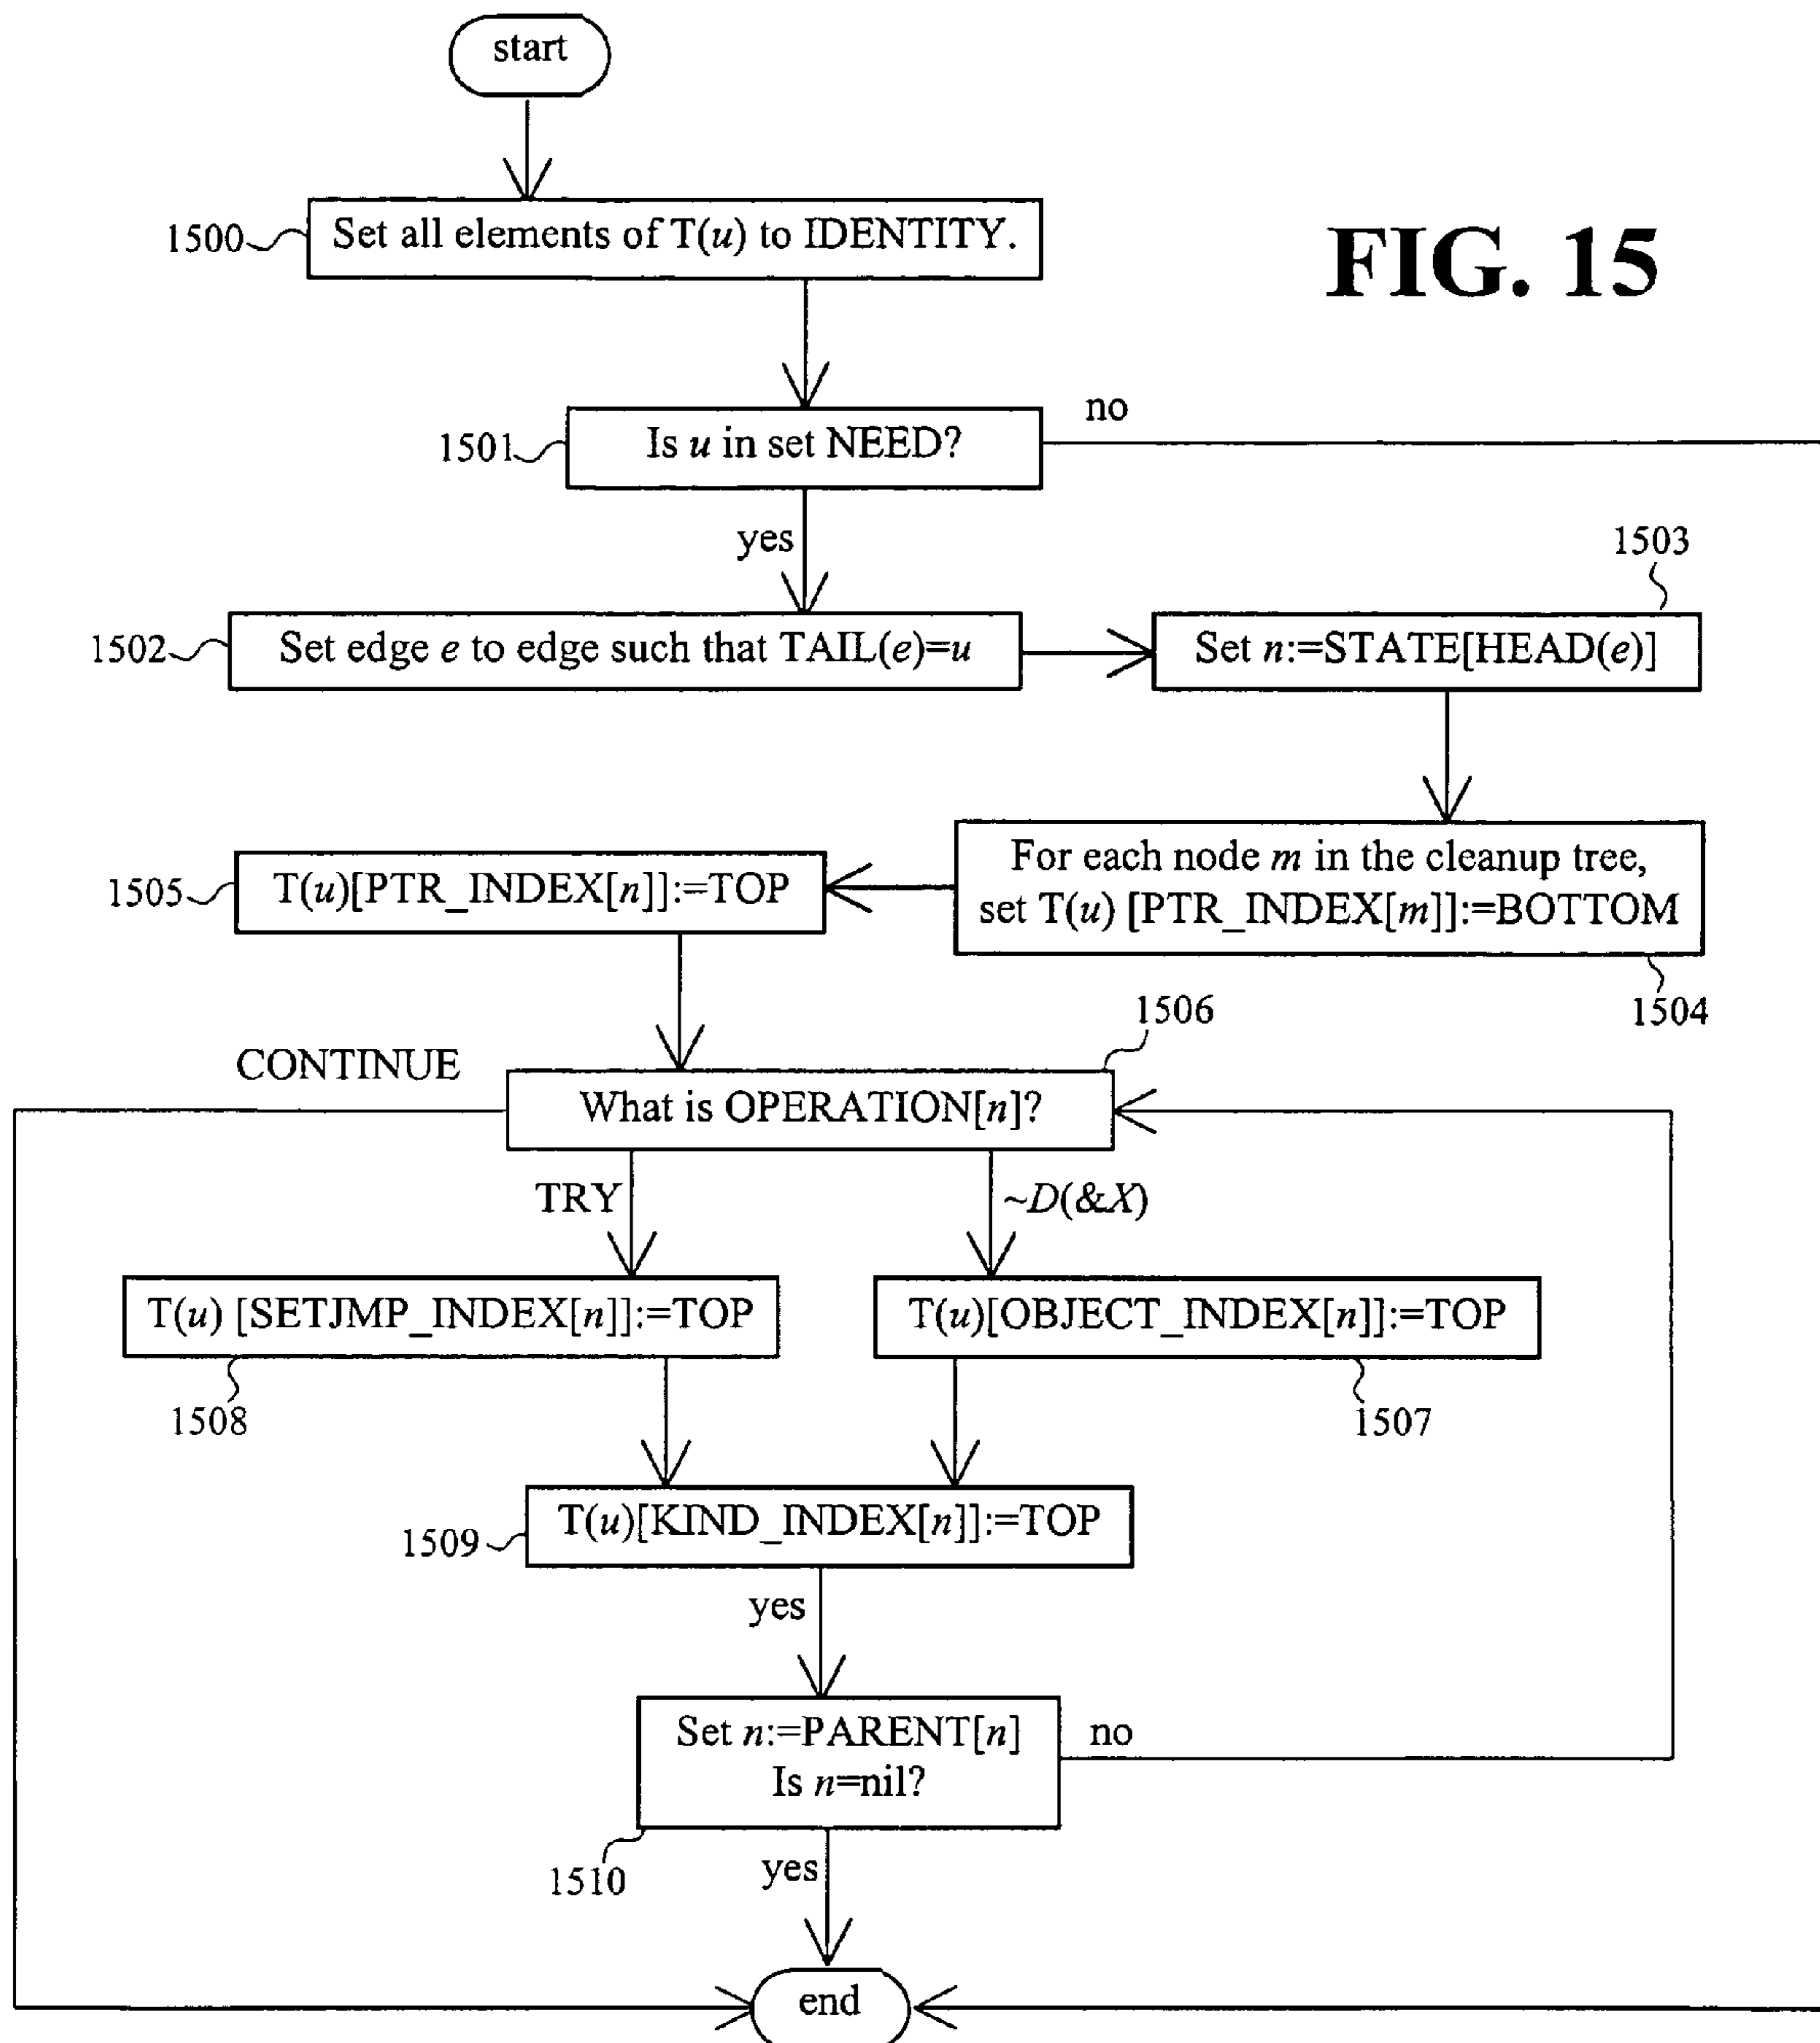 start
1500
Set all elements of T(u) to IDENTITY.
FIG. 15
1501
Is u in set NEED?
no
yes
1502
Set edge e to edge such that TAIL(e)=u
1503
Set n:=STATE[HEAD(e)]
For each node m in the cleanup tree,
set T(u) [PTR_INDEX[m]]:=BOTTOM
1504
1505
T(u)[PTR_INDEX[n]]:=TOP
1506
CONTINUE
What is OPERATION[n]?
TRY
~D(&X)
T(u) [SETJMP_INDEX[n]]:=TOP
1508
T(u)[OBJECT_INDEX[n]]:=TOP
1507
1509
T(u)[KIND_INDEX[n]]:=TOP
yes
Set n:=PARENT[n]
Is n=nil?
no
1510
yes
end